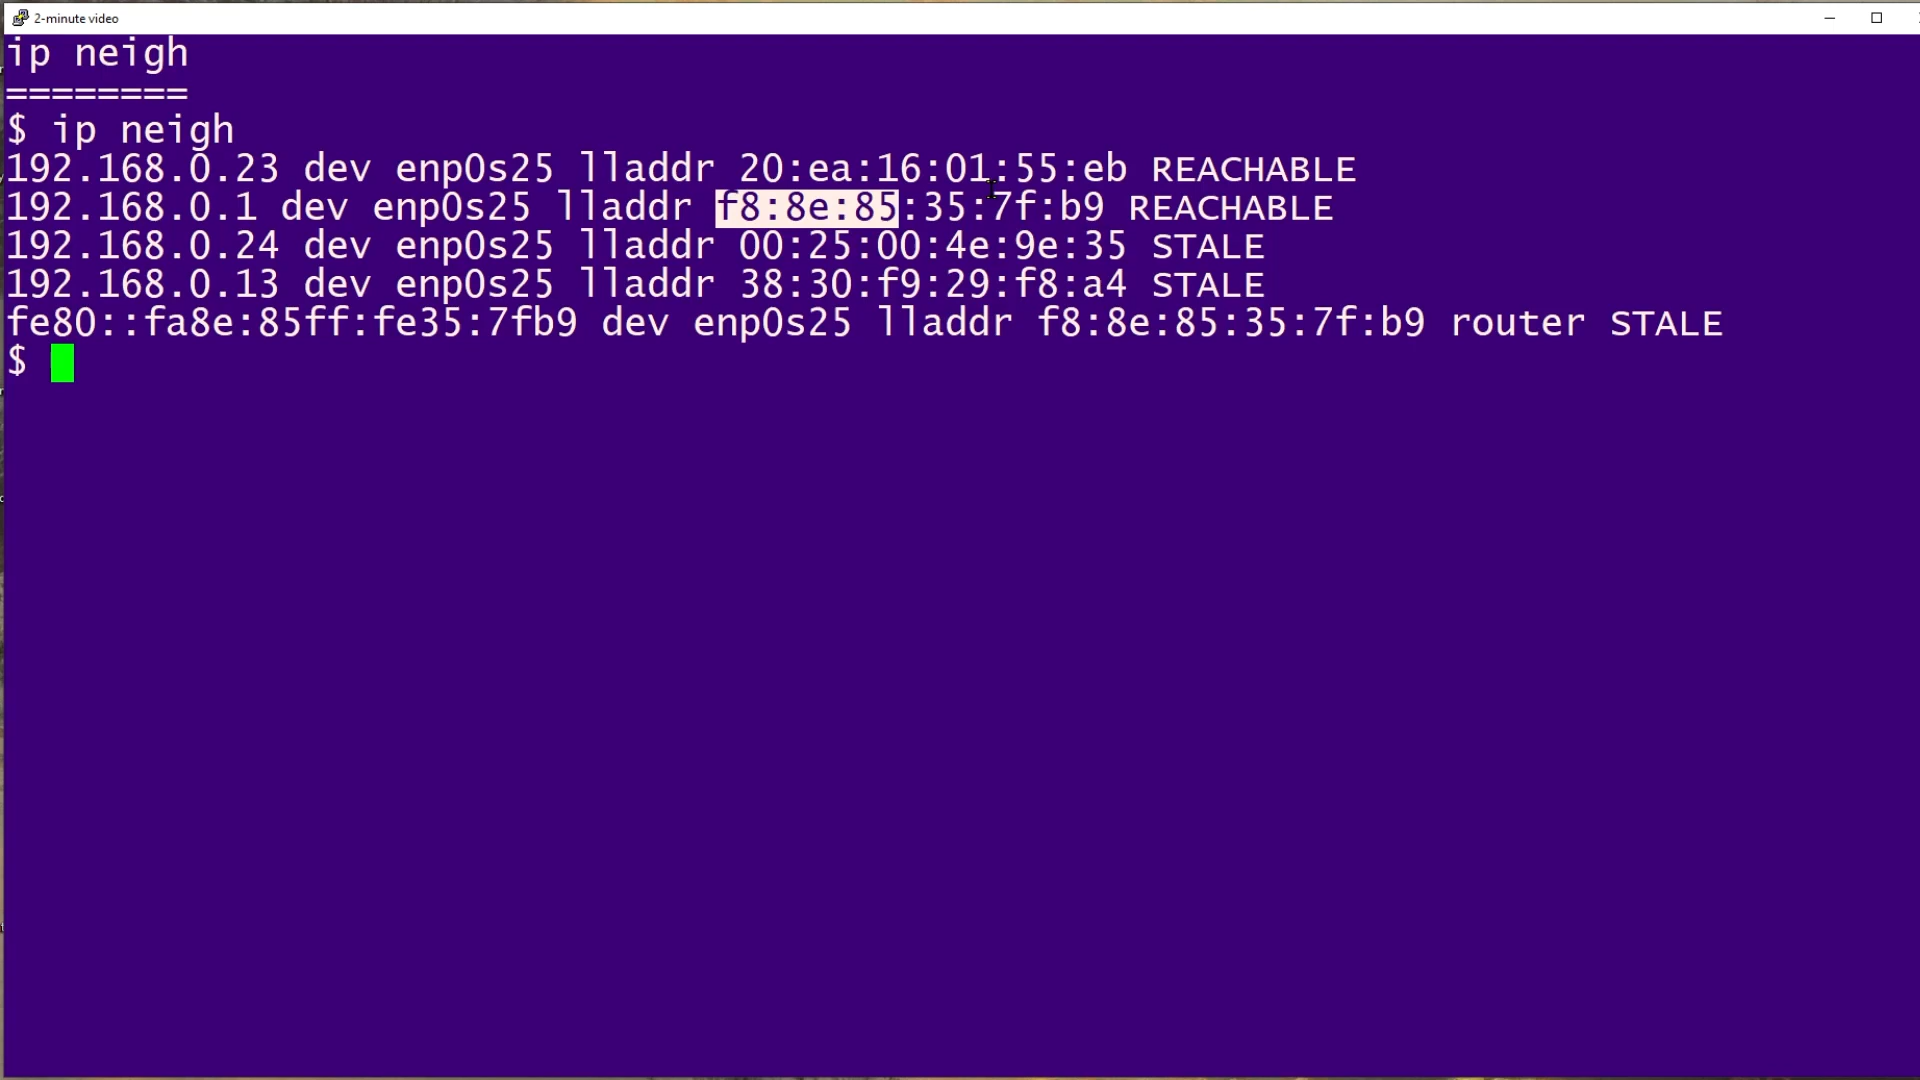 2-minute video
ip neigh
========
$ ip neigh
192.168.0.23 dev enp0s25 lladdr 20:ea:16:01:55:eb REACHABLE
192.168.0.1 dev enp0s25 lladdr f8:8e:85:35:7f:b9 REACHABLE
192.168.0.24 dev enp0s25 lladdr 00:25:00:4e:9e:35 STALE
192.168.0.13 dev enp0s25 lladdr 38:30:f9:29:f8:a4 STALE
fe80::fa8e:85ff:fe35:7fb9 dev enp0s25 lladdr f8:8e:85:35:7f:b9 router STALE
$